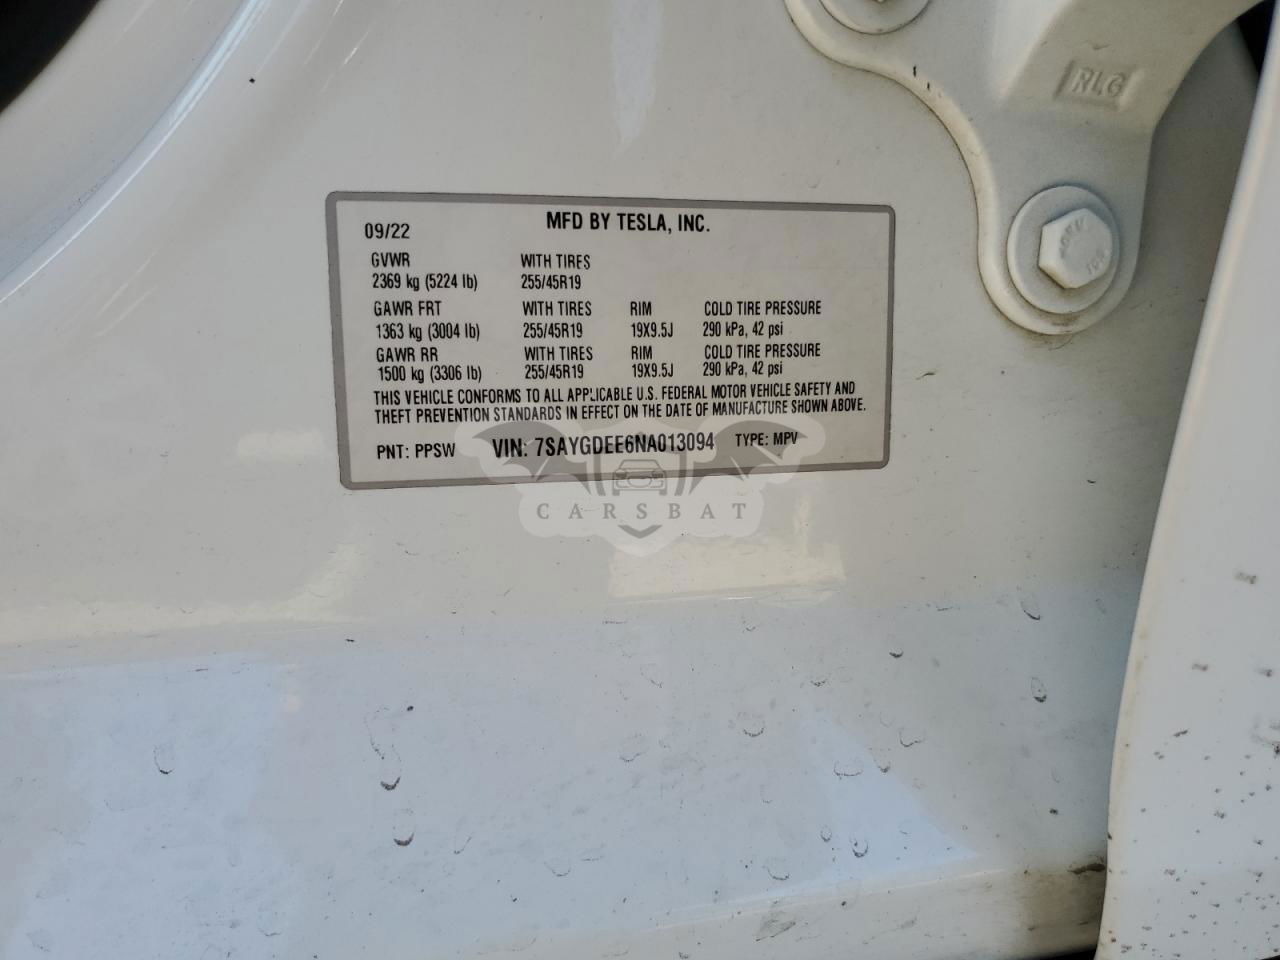 RLG
MFD BY TESLA, INC.
09/22
GVWR WITH TIRES
2369 kg (5224 lb) 255/45R19
GAWR FRT WITH TIRES RIM COLD TIRE PRESSURE
1363 kg (3004 lb) 255/45R19 19X9.5J 290 kPa, 42 psi
GAWR RR WITH TIRES RIM COLD TIRE PRESSURE
1500 kg (3306 lb) 255/45R19 19X9.5J 290 kPa, 42 psi
THIS VEHICLE CONFORMS TO ALL APPLICABLE U.S. FEDERAL MOTOR VEHICLE SAFETY AND
THEFT PREVENTION STANDARDS IN EFFECT ON THE DATE OF MANUFACTURE SHOWN ABOVE.
PNT: PPSW VIN: 7SAYGDEE6NA013094 TYPE: MPV
CARSBAT